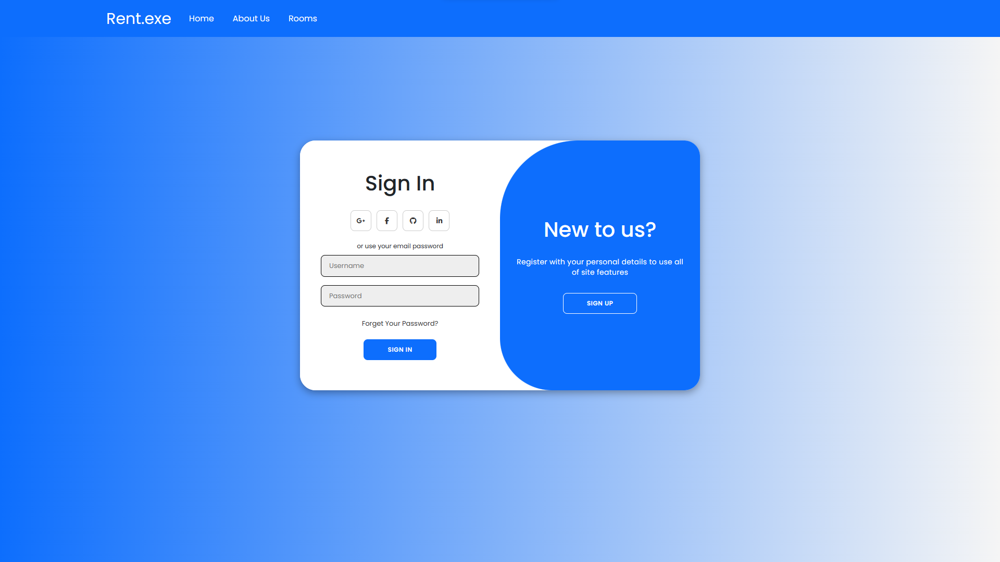 Rent.exe Home About Us Rooms
Sign In
G+ f in
or use your email password
Username
Password
Forget Your Password?
SIGN IN
New to us?
Register with your personal details to use all
of site features
SIGN UP